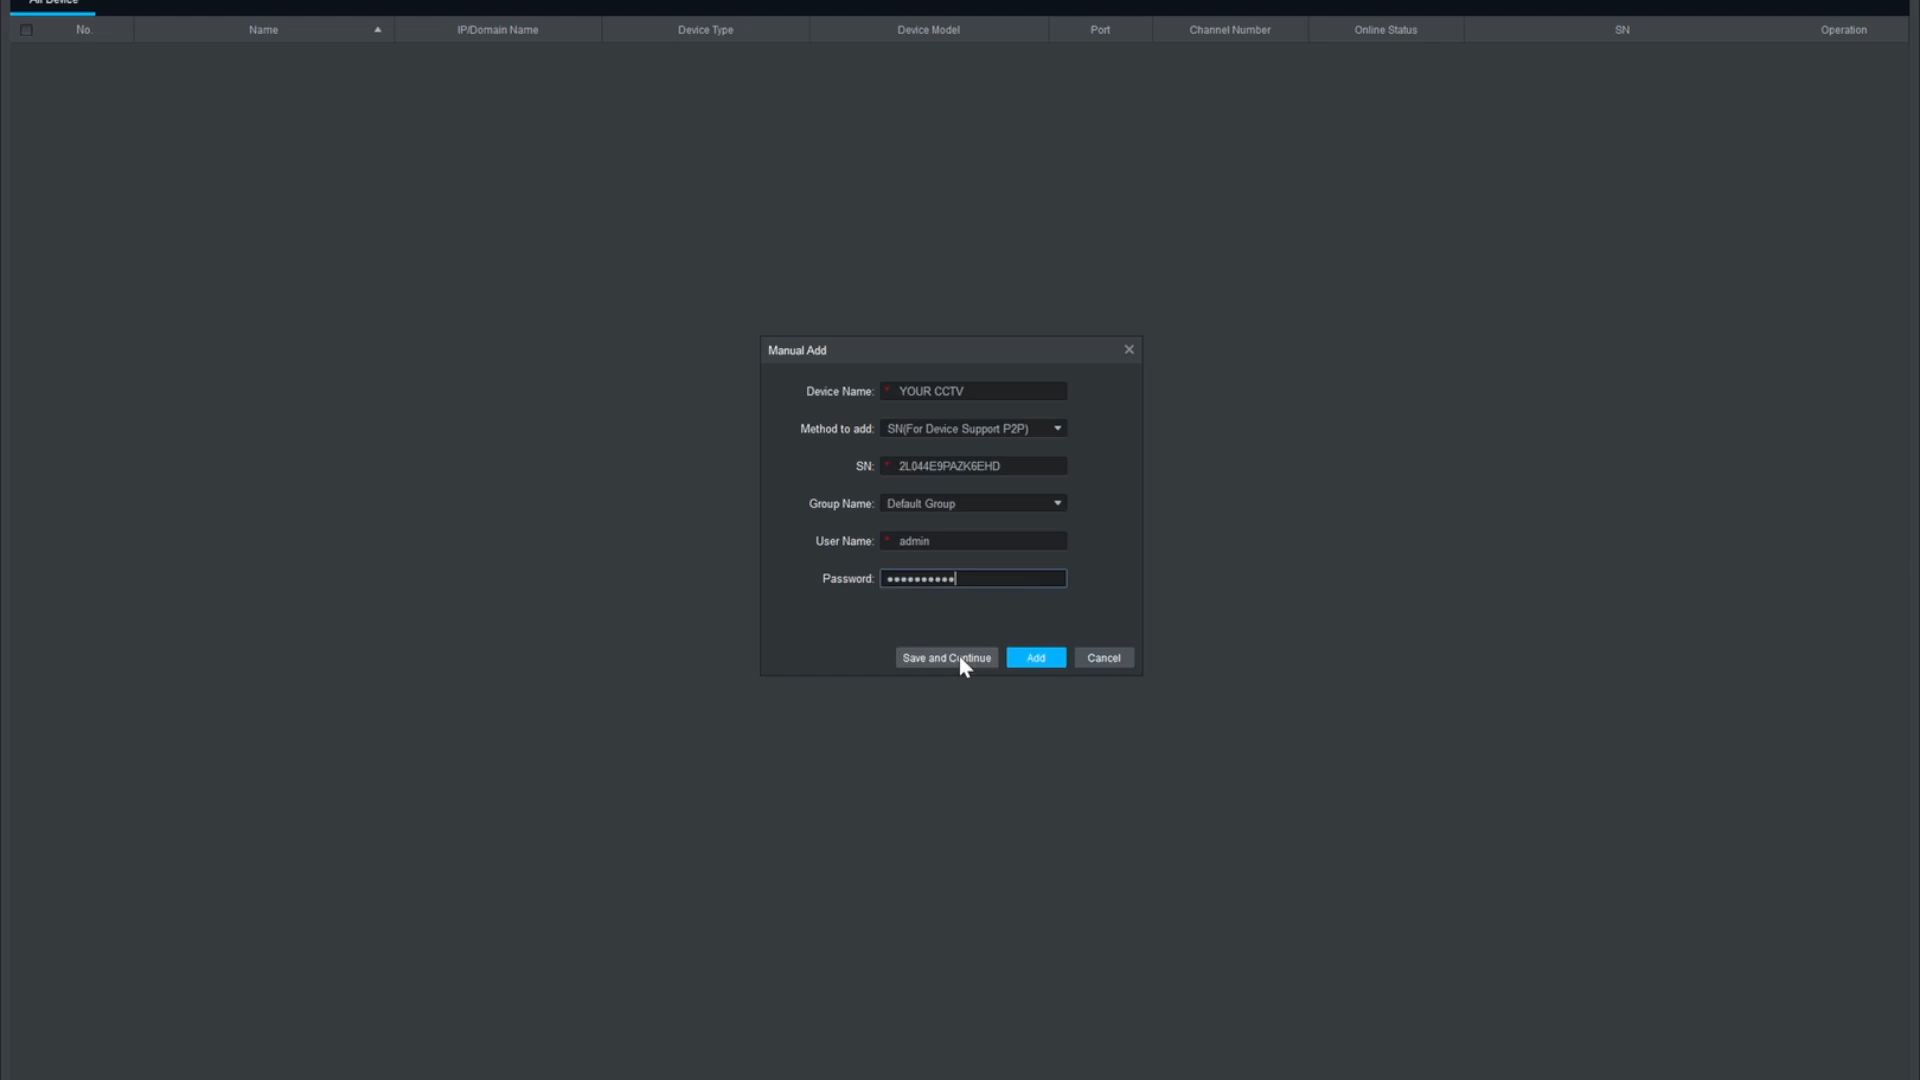 All Device
No. Name IP/Domain Name Device Type Device Model Port Channel Number Online Status SN Operation
Manual Add
Device Name: * YOUR CCTV
Method to add: SN(For Device Support P2P)
SN: * 2L044E9PAZK6EHD
Group Name: Default Group
User Name: * admin
Password: ••••••••••
Save and Continue Add Cancel